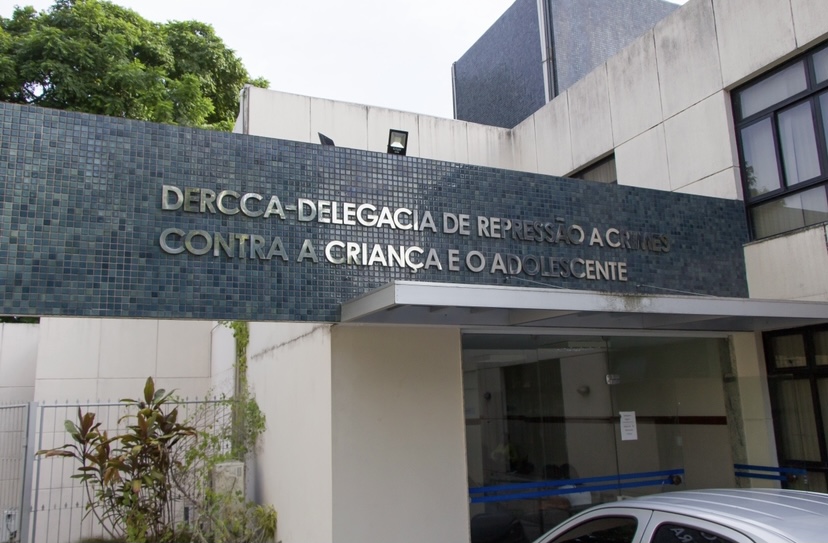 DERCCA-DELEGACIA DE REPRESSÃO A CRIMES
CONTRA A CRIANÇA E O ADOLESCENTE